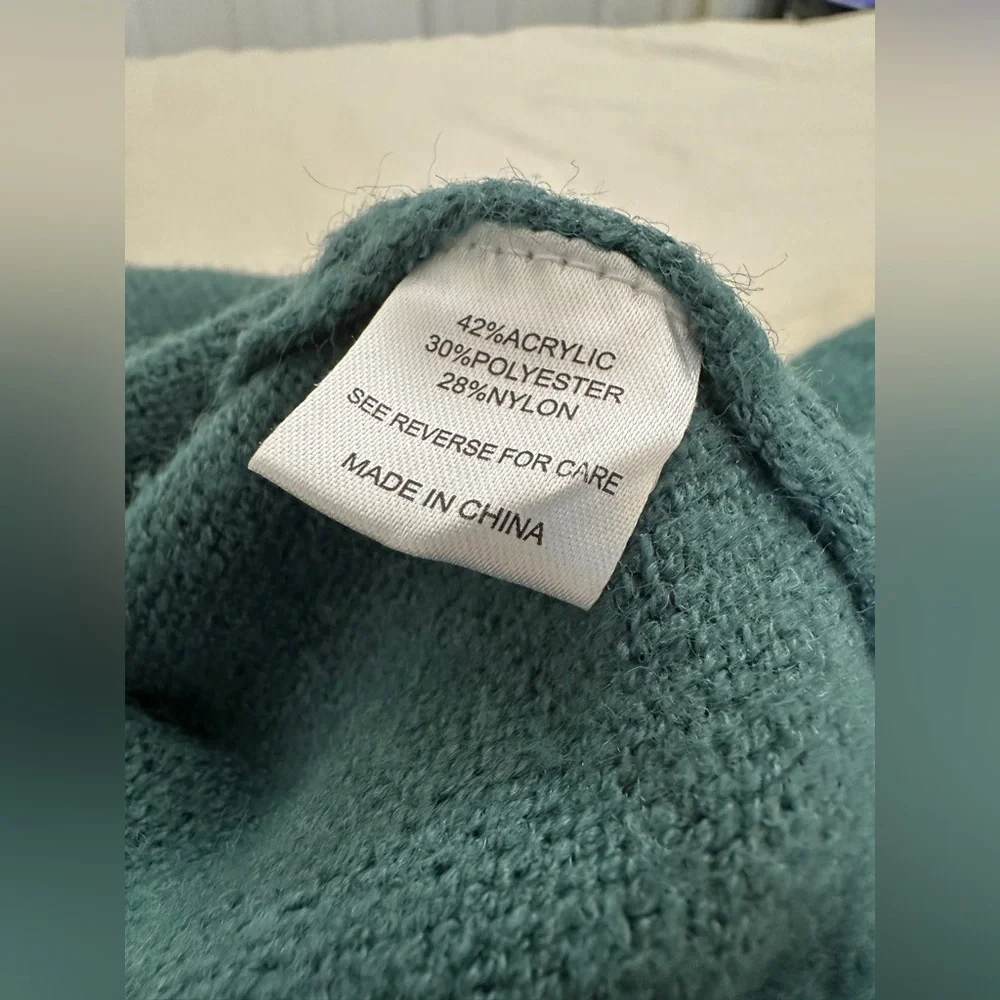 42%ACRYLIC
30%POLYESTER
28%NYLON
SEE REVERSE FOR CARE
MADE IN CHINA